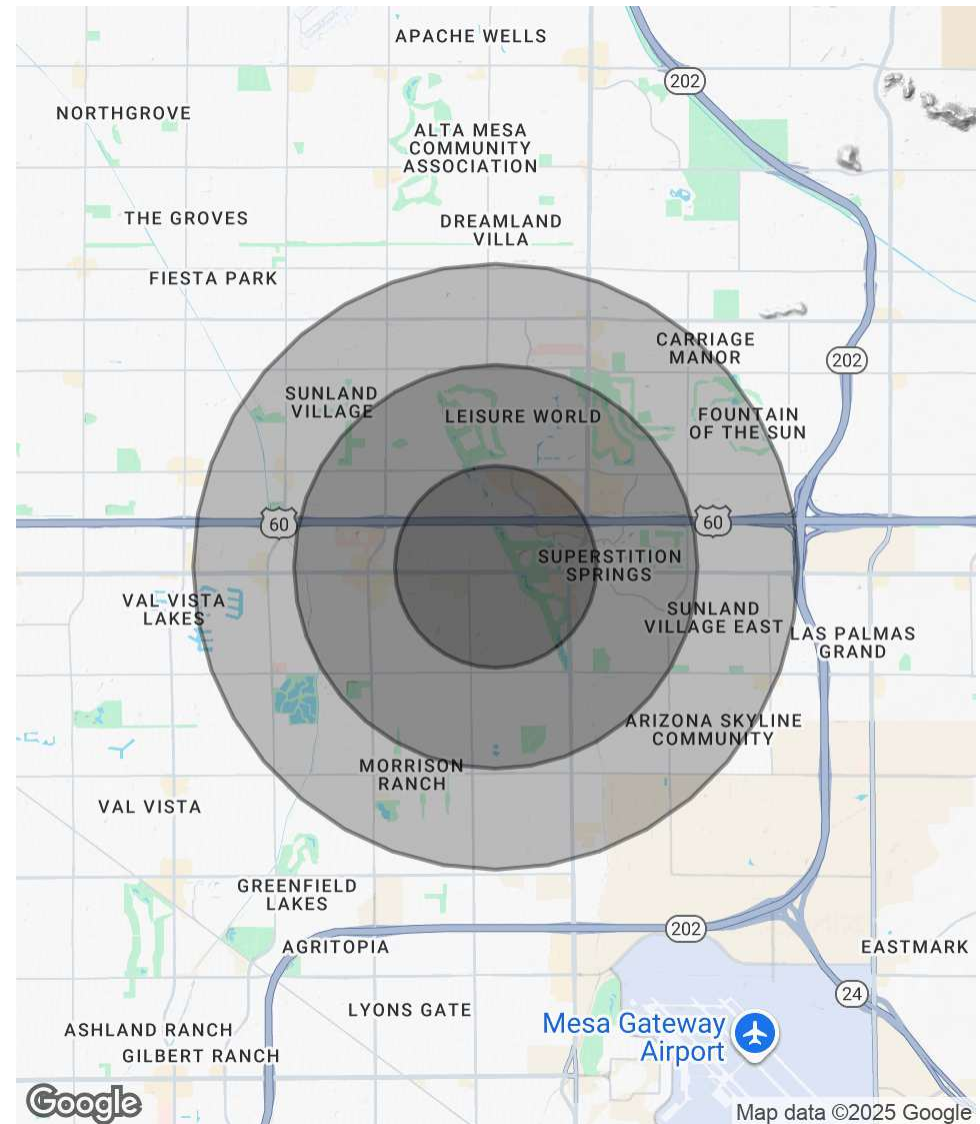 APACHE WELLS
202
NORTHGROVE
ALTA MESA
COMMUNITY
ASSOCIATION
THE GROVES
DREAMLAND
VILLA
FIESTA PARK
CARRIAGE
MANOR
202
SUNLAND
VILLAGE
LEISURE WORLD
FOUNTAIN
OF THE SUN
60
60
SUPERSTITION
SPRINGS
VAL VISTA
LAKES
SUNLAND
VILLAGE EAST
LAS PALMAS
GRAND
ARIZONA SKYLINE
COMMUNITY
MORRISON
RANCH
VAL VISTA
GREENFIELD
LAKES
202
AGRITOPIA
EASTMARK
24
LYONS GATE
Mesa Gateway
Airport
ASHLAND RANCH
GILBERT RANCH
Google
Map data ©2025 Google